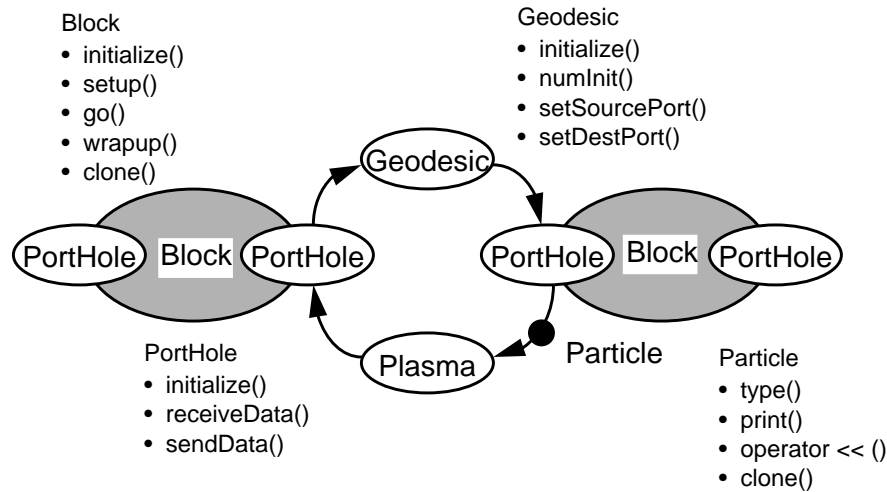 Block
• initialize()
• setup()
• go()
• wrapup()
• clone()
Geodesic
• initialize()
• numInit()
• setSourcePort()
• setDestPort()
Geodesic
PortHole
Block
PortHole
PortHole
Block
PortHole
Plasma
Particle
PortHole
• initialize()
• receiveData()
• sendData()
Particle
• type()
• print()
• operator << ()
• clone()